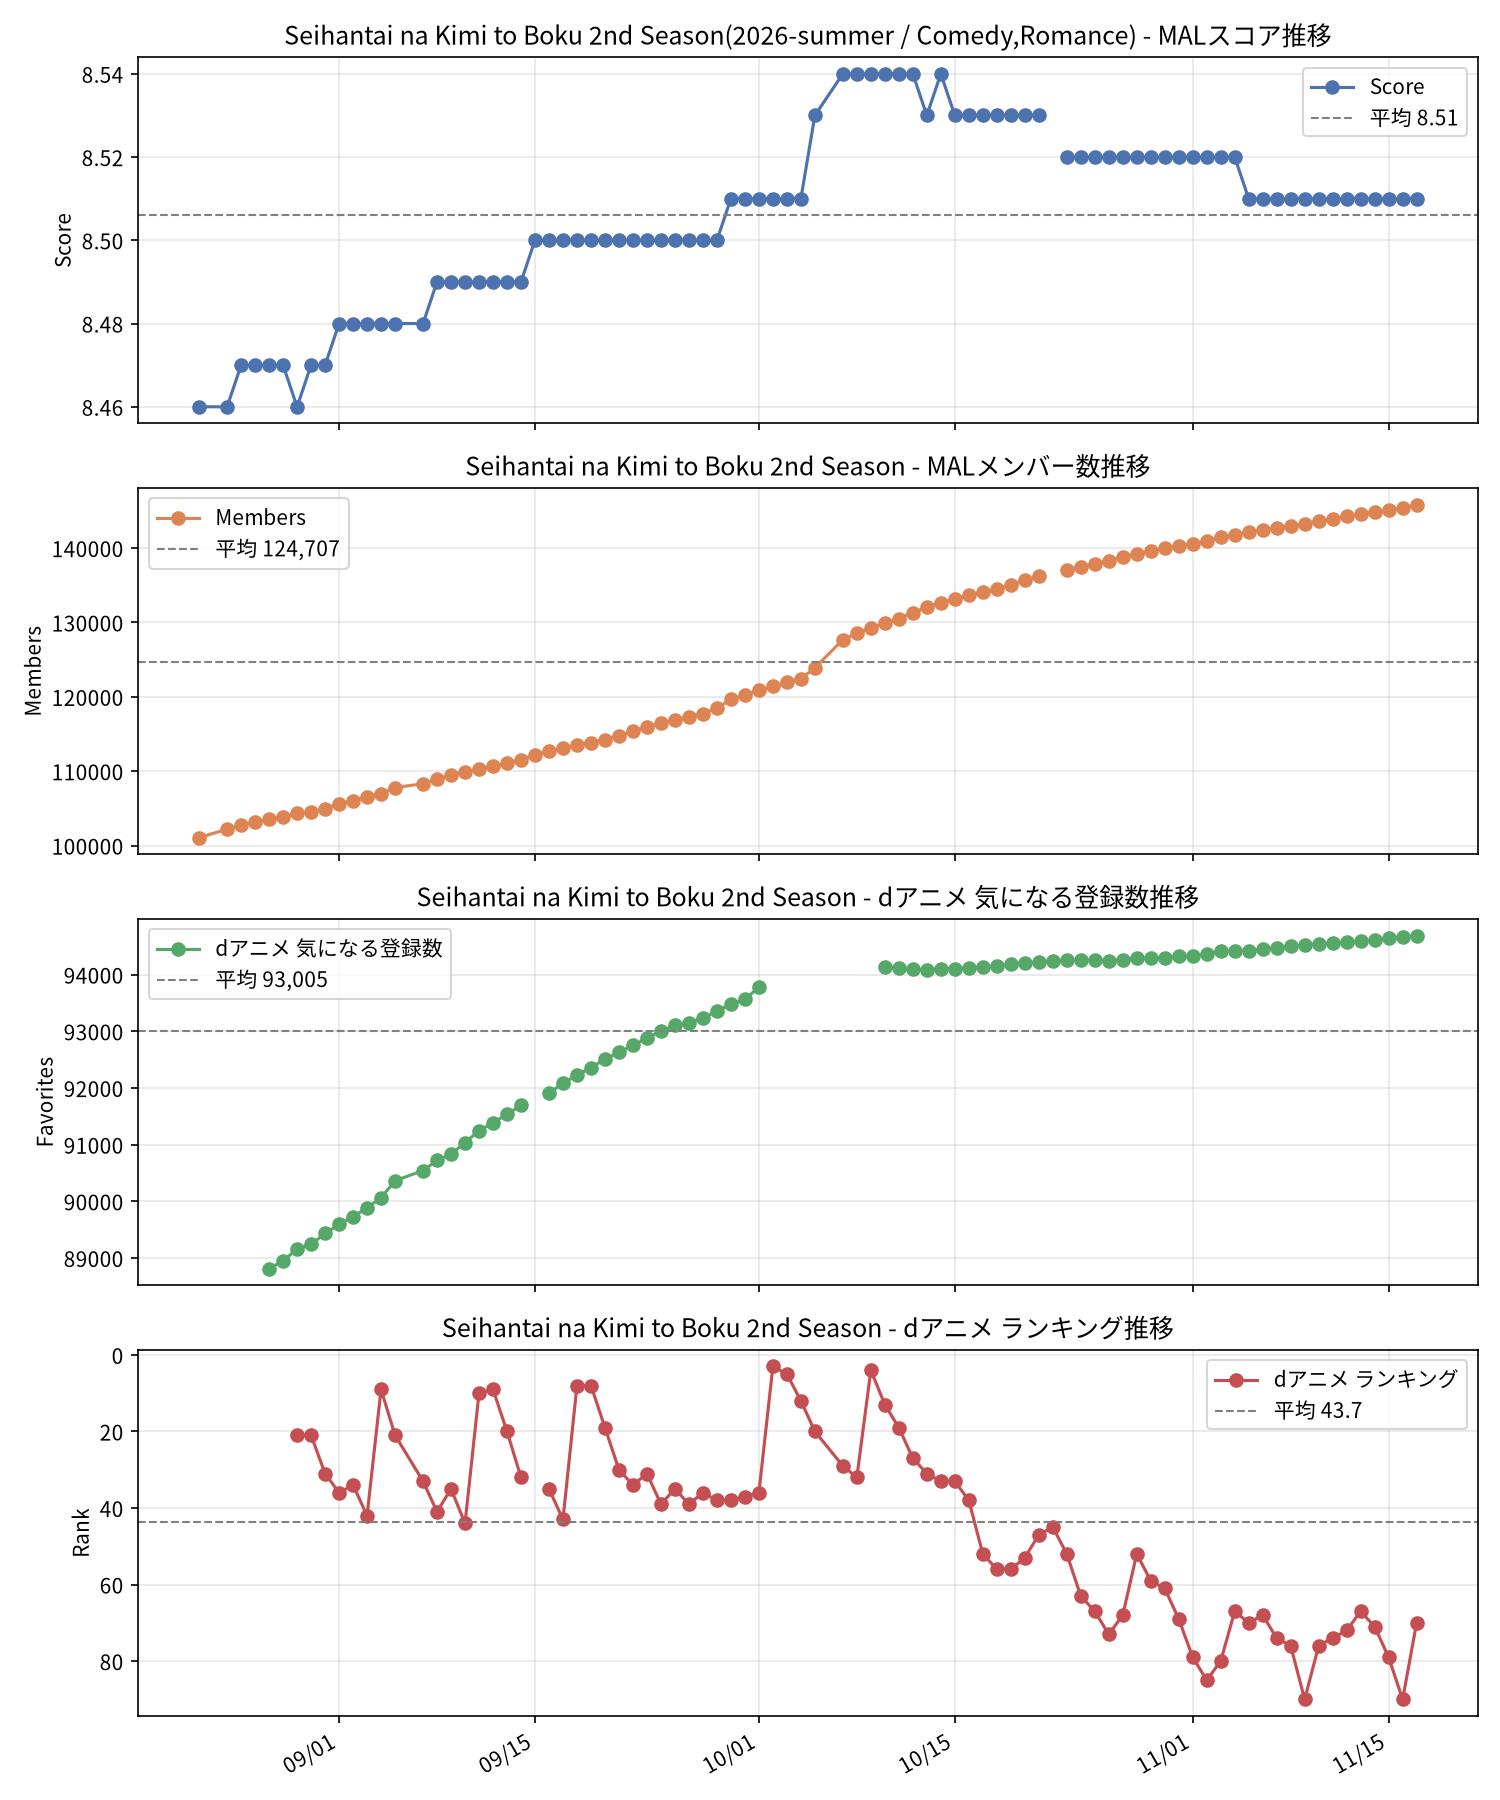 Seihantai na Kimi to Boku 2nd Season(2026-summer / Comedy,Romance) - MALスコア推移
Score
平均 8.51
8.54
8.52
8.50
8.48
8.46
Score
Seihantai na Kimi to Boku 2nd Season - MALメンバー数推移
Members
平均 124,707
140000
130000
120000
110000
100000
Members
Seihantai na Kimi to Boku 2nd Season - dアニメ 気になる登録数推移
dアニメ 気になる登録数
平均 93,005
94000
93000
92000
91000
90000
89000
Favorites
Seihantai na Kimi to Boku 2nd Season - dアニメ ランキング推移
dアニメ ランキング
平均 43.7
0
20
40
60
80
Rank
09/01
09/15
10/01
10/15
11/01
11/15